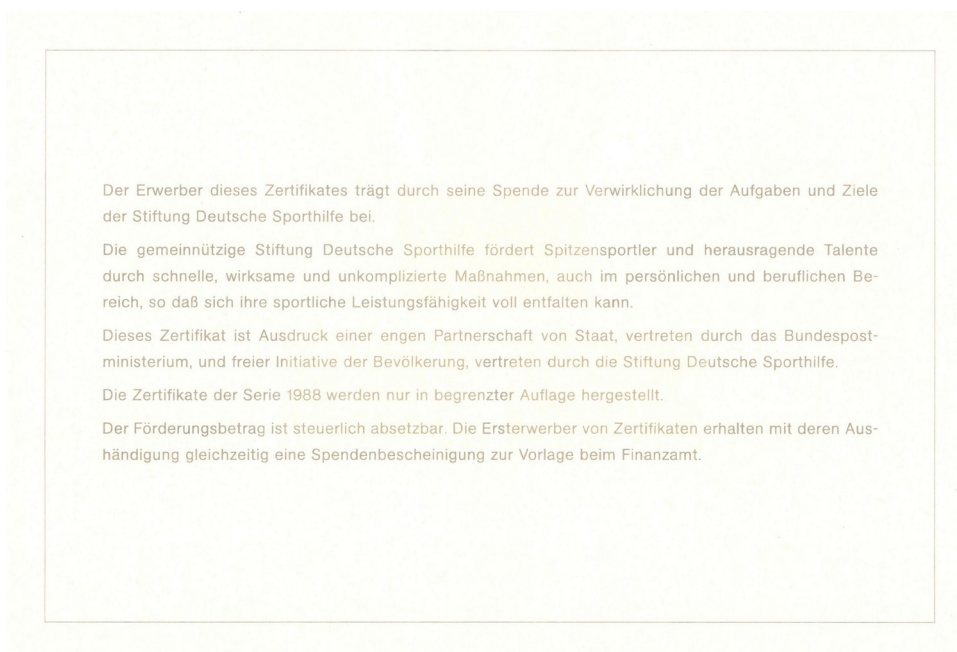 Der Erwerber dieses Zertifikates trägt durch seine Spende zur Verwirklichung der Aufgaben und Ziele
der Stiftung Deutsche Sporthilfe bei.
Die gemeinnützige Stiftung Deutsche Sporthilfe fördert Spitzensportler und herausragende Talente
durch schnelle, wirksame und unkomplizierte Maßnahmen, auch im persönlichen und beruflichen Be-
reich, so daß sich ihre sportliche Leistungsfähigkeit voll entfalten kann.
Dieses Zertifikat ist Ausdruck einer engen Partnerschaft von Staat, vertreten durch das Bundespost-
ministerium, und freier Initiative der Bevölkerung, vertreten durch die Stiftung Deutsche Sporthilfe.
Die Zertifikate der Serie 1988 werden nur in begrenzter Auflage hergestellt.
Der Förderungsbetrag ist steuerlich absetzbar. Die Ersterwerber von Zertifikaten erhalten mit deren Aus-
händigung gleichzeitig eine Spendenbescheinigung zur Vorlage beim Finanzamt.